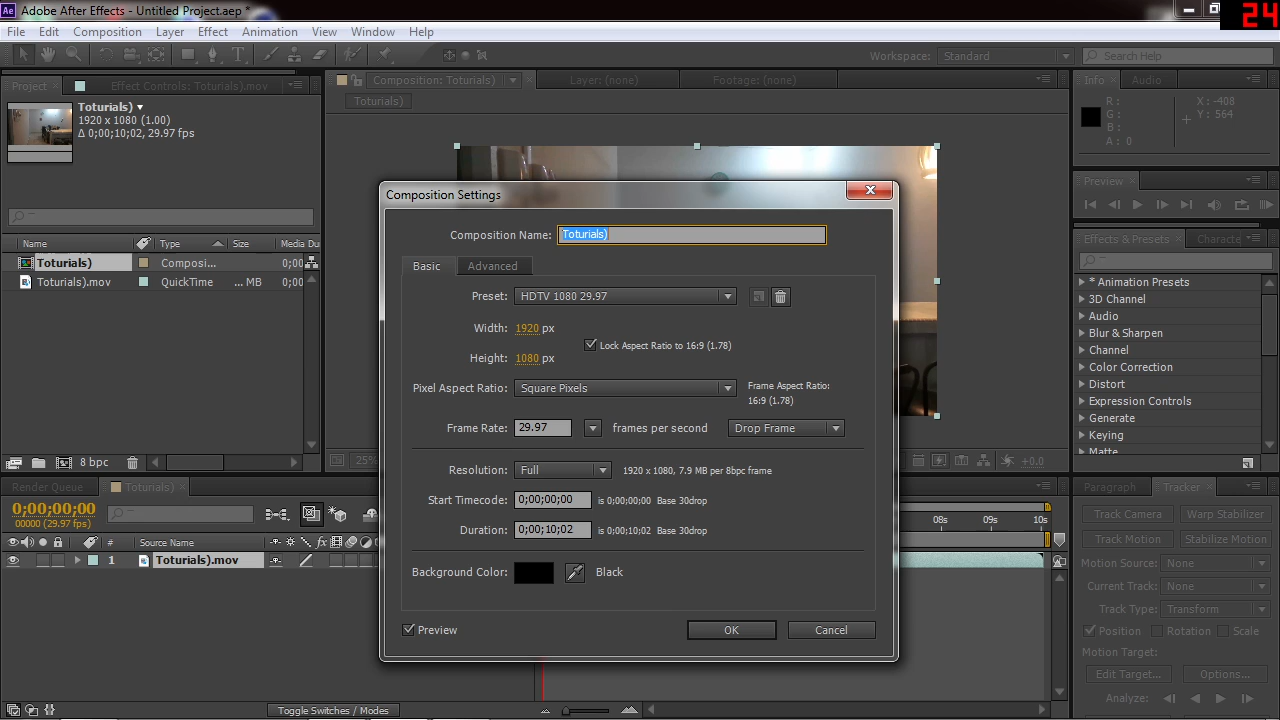 Adobe After Effects - Untitled Project.aep *
24
File Edit Composition Layer Effect Animation View Window Help
Workspace: Standard Search Help
Project Effect Controls: Toturials).mov
Composition: Toturials) Layer: (none) Footage: (none)
Info Audio
Toturials)
1920 x 1080 (1.00)
Δ 0;00;10;02, 29.97 fps
Toturials)
R :
G :
B :
A : 0
X : -408
Y : 564
Preview
Effects & Presets Characte
* Animation Presets
3D Channel
Audio
Blur & Sharpen
Channel
Color Correction
Distort
Expression Controls
Generate
Keying
Matte
Name Type Size Media Du
Toturials) Composi... 0;00
Toturials).mov QuickTime ... MB 0;00
8 bpc
25%
+0.0
Composition Settings
Composition Name: Toturials)
Basic Advanced
Preset: HDTV 1080 29.97
Width: 1920 px
Lock Aspect Ratio to 16:9 (1.78)
Height: 1080 px
Pixel Aspect Ratio: Square Pixels
Frame Aspect Ratio:
16:9 (1.78)
Frame Rate: 29.97 frames per second Drop Frame
Resolution: Full 1920 x 1080, 7.9 MB per 8bpc frame
Start Timecode: 0;00;00;00 is 0;00;00;00 Base 30drop
Duration: 0;00;10;02 is 0;00;10;02 Base 30drop
Background Color: Black
Preview OK Cancel
Render Queue Toturials)
0;00;00;00
00000 (29.97 fps)
# Source Name
1 Toturials).mov
08s 09s 10s
Toggle Switches / Modes
Paragraph Tracker
Track Camera Warp Stabilizer
Track Motion Stabilize Motion
Motion Source: None
Current Track: None
Track Type: Transform
Position Rotation Scale
Motion Target:
Edit Target... Options...
Analyze: